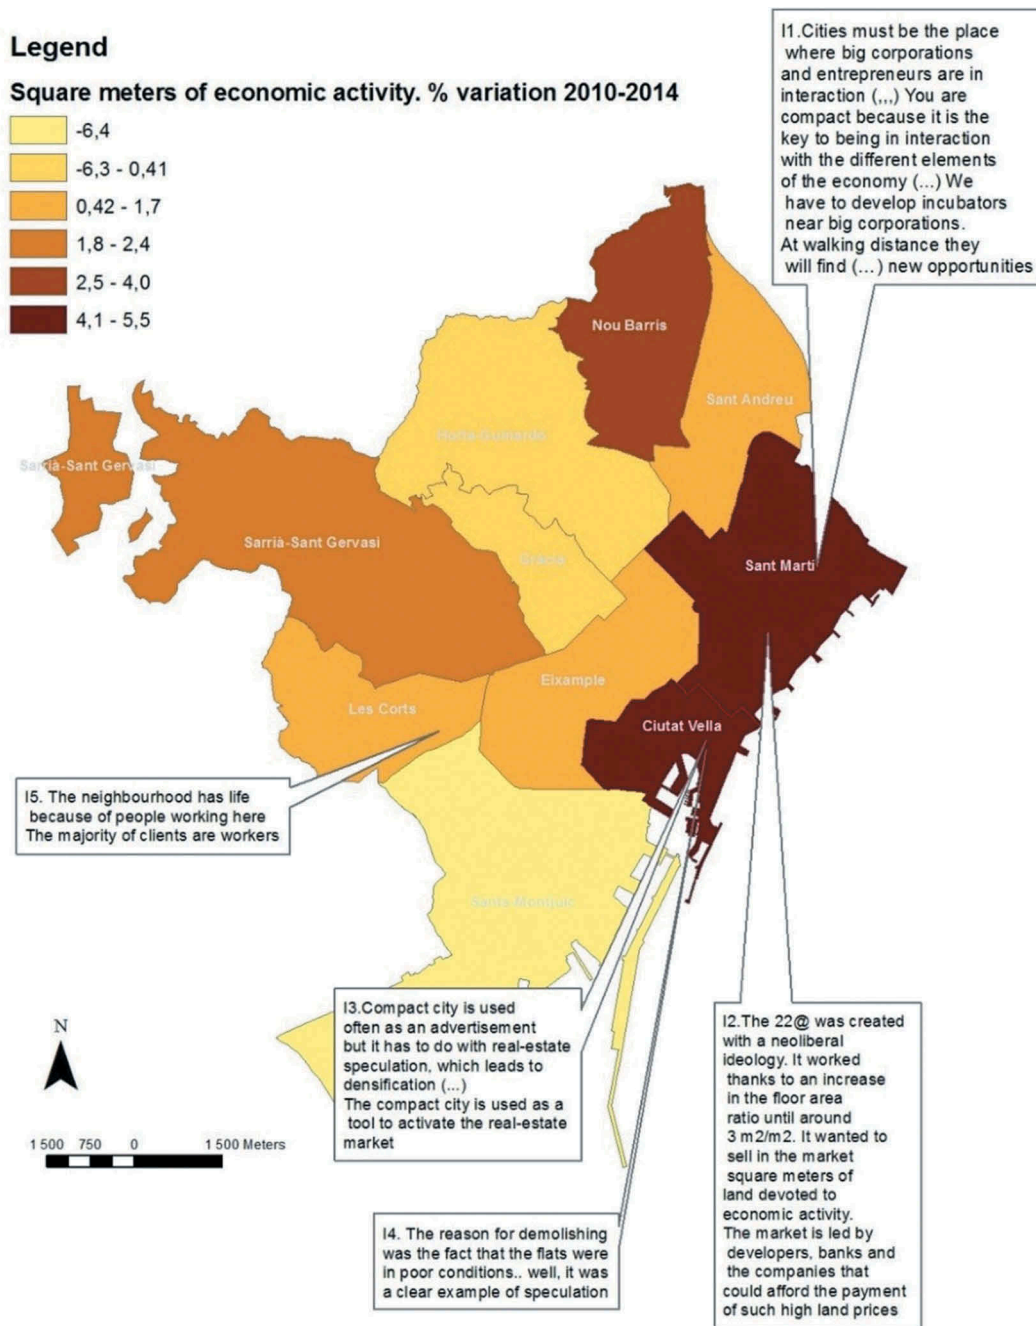 Legend
Square meters of economic activity. % variation 2010-2014
-6,4
-6,3 - 0,41
0,42 - 1,7
1,8 - 2,4
2,5 - 4,0
4,1 - 5,5
I1.Cities must be the place
where big corporations
and entrepreneurs are in
interaction (,,,) You are
compact because it is the
key to being in interaction
with the different elements
of the economy (...) We
have to develop incubators
near big corporations.
At walking distance they
will find (...) new opportunities
Nou Barris
Sant Andreu
Horta Guinardó
Sarrià-Sant Gervasi
Sarrià-Sant Gervasi
Gràcia
Sant Martí
Eixample
Les Corts
Ciutat Vella
I5. The neighbourhood has life
because of people working here
The majority of clients are workers
Sants Montjuïc
I3.Compact city is used
often as an advertisement
but it has to do with real-estate
speculation, which leads to
densification (...)
The compact city is used as a
tool to activate the real-estate
market
I2.The 22@ was created
with a neoliberal
ideology. It worked
thanks to an increase
in the floor area
ratio until around
3 m2/m2. It wanted to
sell in the market
square meters of
land devoted to
economic activity.
The market is led by
developers, banks and
the companies that
could afford the payment
of such high land prices
N
1 500 750 0 1 500 Meters
I4. The reason for demolishing
was the fact that the flats were
in poor conditions.. well, it was
a clear example of speculation